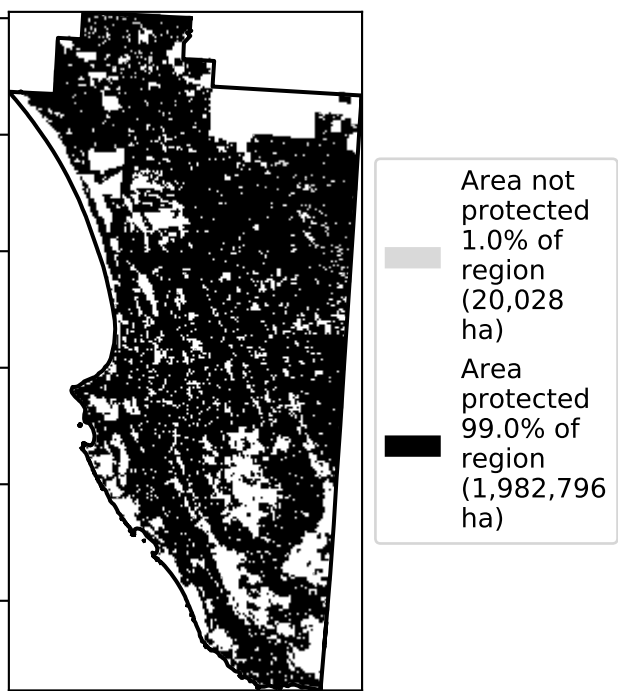 Area not
protected
1.0% of
region
(20,028
ha)
Area
protected
99.0% of
region
(1,982,796
ha)